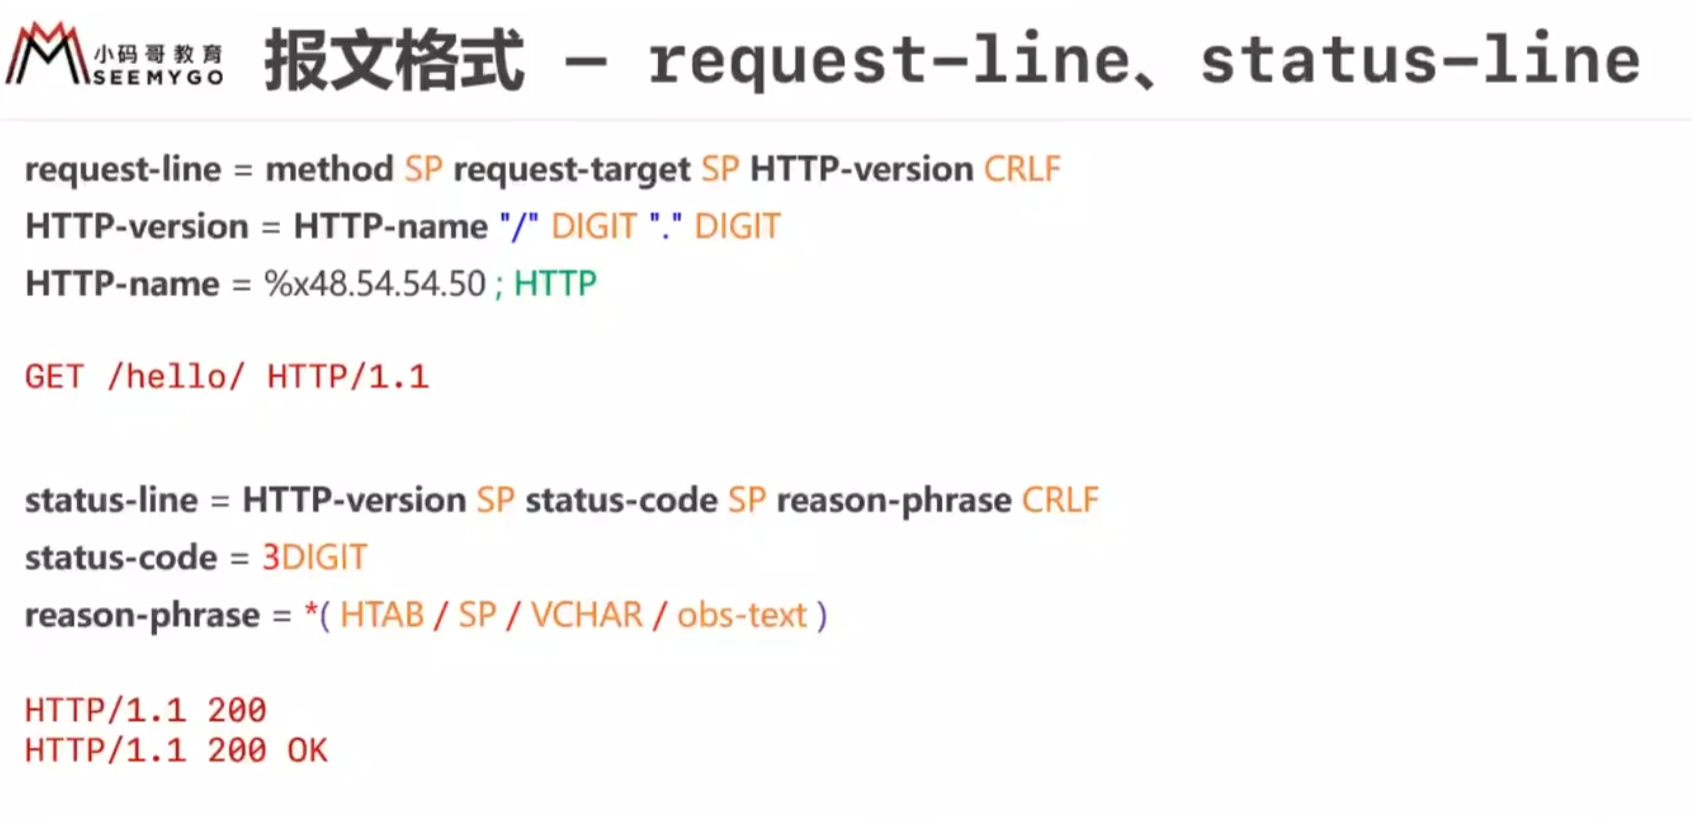 小码哥教育
SEEMYGO
报文格式 – request-line、status-line
request-line = method SP request-target SP HTTP-version CRLF
HTTP-version = HTTP-name "/" DIGIT "." DIGIT
HTTP-name = %x48.54.54.50 ; HTTP
GET /hello/ HTTP/1.1
status-line = HTTP-version SP status-code SP reason-phrase CRLF
status-code = 3DIGIT
reason-phrase = *( HTAB / SP / VCHAR / obs-text )
HTTP/1.1 200
HTTP/1.1 200 OK